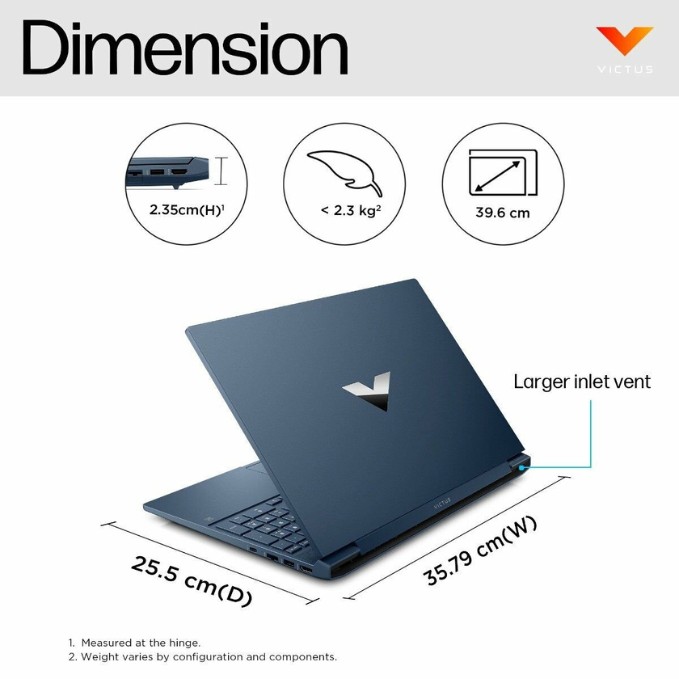 Dimension
VICTUS
2.35cm(H)¹
< 2.3 kg²
39.6 cm
Larger inlet vent
VICTUS
25.5 cm(D)
35.79 cm(W)
1. Measured at the hinge.
2. Weight varies by configuration and components.